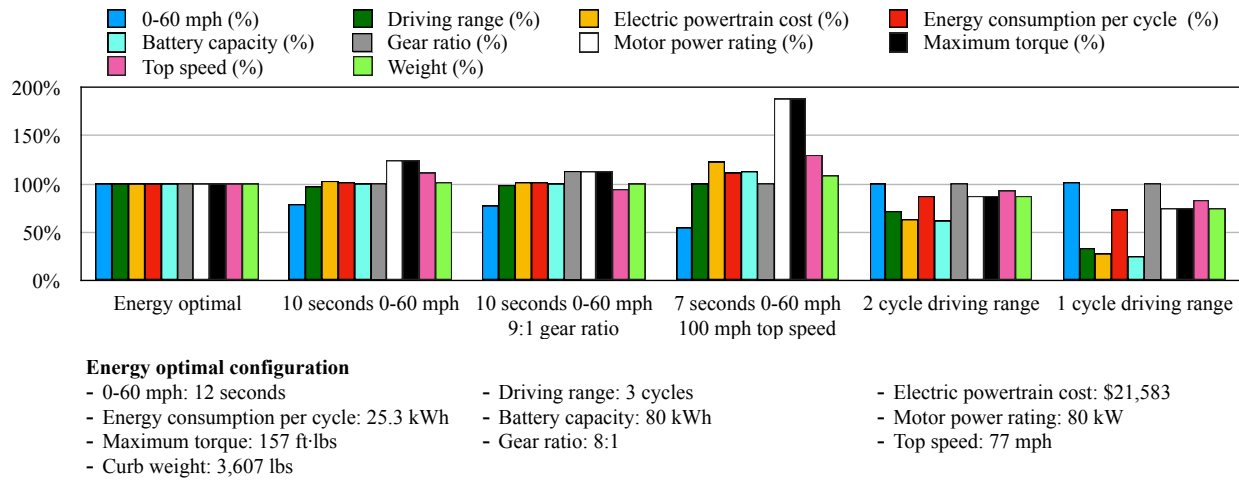 0-60 mph (%) Driving range (%) Electric powertrain cost (%) Energy consumption per cycle (%)
Battery capacity (%) Gear ratio (%) Motor power rating (%) Maximum torque (%)
Top speed (%) Weight (%)
200%
150%
100%
50%
0%
Energy optimal 10 seconds 0-60 mph 10 seconds 0-60 mph 7 seconds 0-60 mph 2 cycle driving range 1 cycle driving range
9:1 gear ratio 100 mph top speed
Energy optimal configuration
- 0-60 mph: 12 seconds - Driving range: 3 cycles - Electric powertrain cost: $21,583
- Energy consumption per cycle: 25.3 kWh - Battery capacity: 80 kWh - Motor power rating: 80 kW
- Maximum torque: 157 ft·lbs - Gear ratio: 8:1 - Top speed: 77 mph
- Curb weight: 3,607 lbs